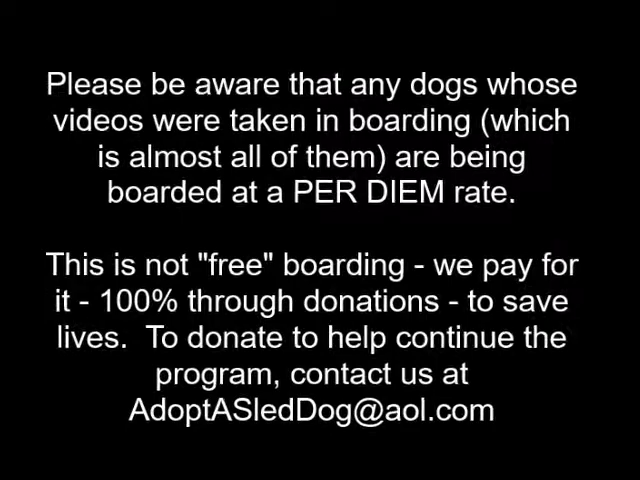 Please be aware that any dogs whose
videos were taken in boarding (which
is almost all of them) are being
boarded at a PER DIEM rate.
This is not "free" boarding - we pay for
it - 100% through donations - to save
lives.  To donate to help continue the
program, contact us at
AdoptASledDog@aol.com